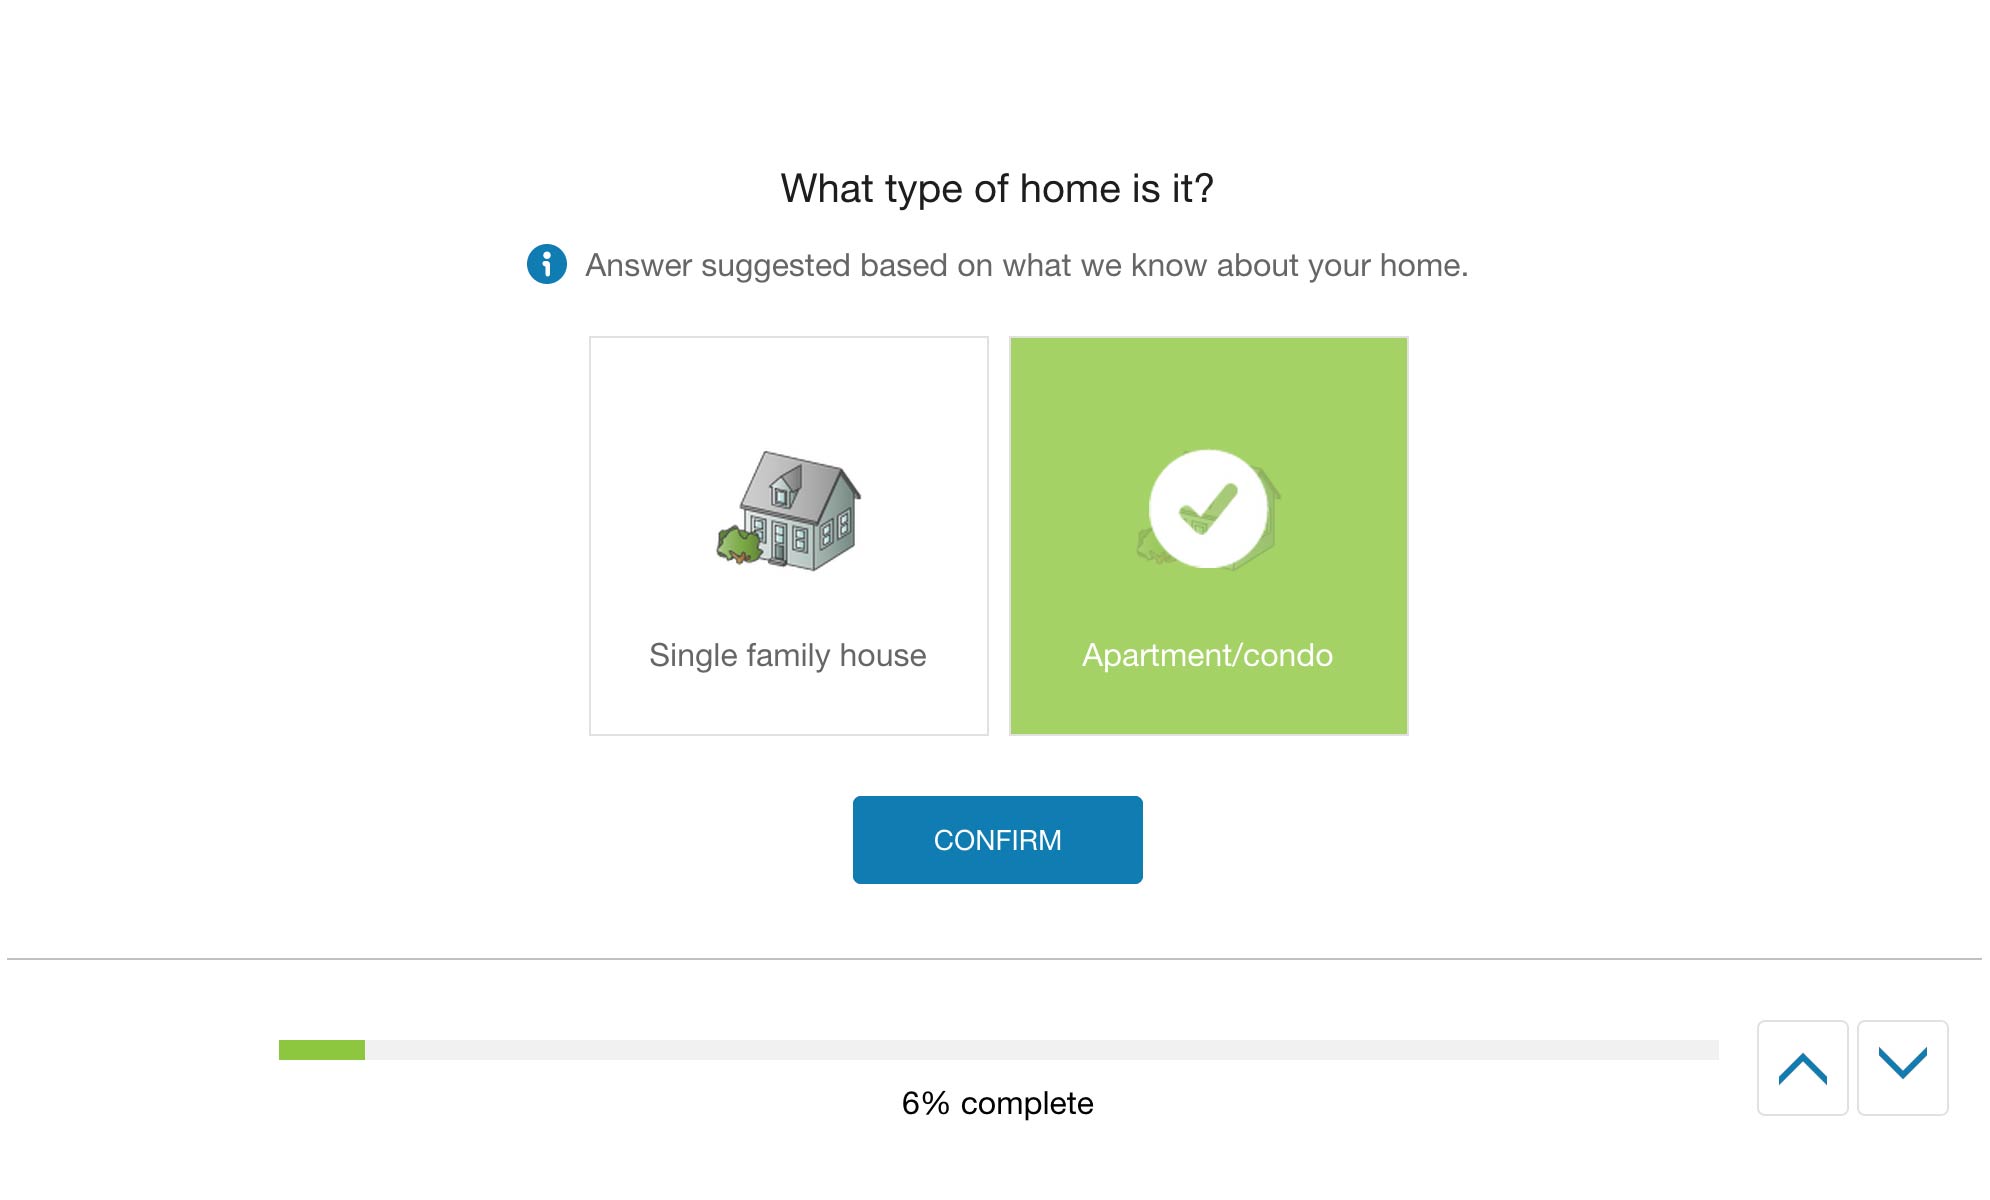 What type of home is it?
Answer suggested based on what we know about your home.
Single family house
Apartment/condo
CONFIRM
6% complete